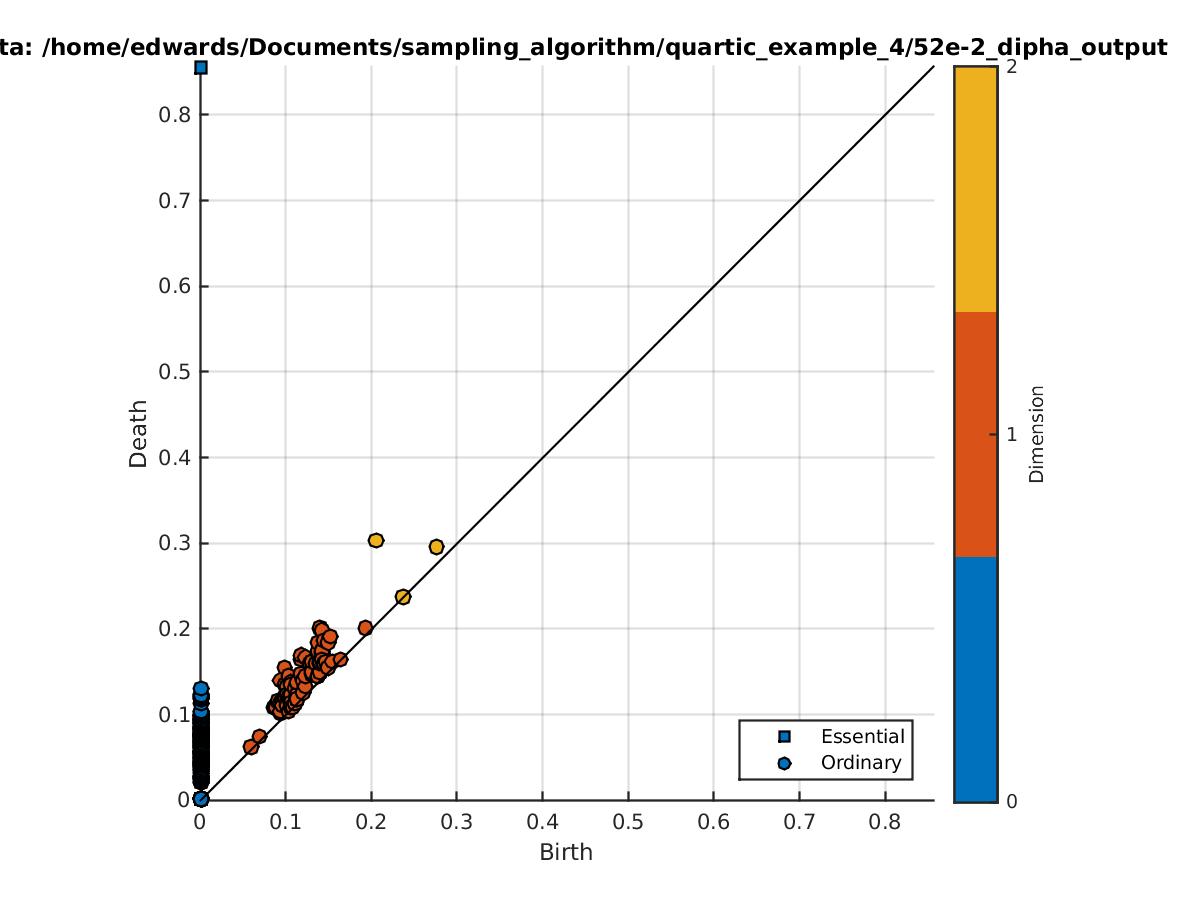 ta: /home/edwards/Documents/sampling_algorithm/quartic_example_4/52e-2_dipha_output
0.8
0.7
0.6
0.5
0.4
0.3
0.2
0.1
0
Death
0 0.1 0.2 0.3 0.4 0.5 0.6 0.7 0.8
Birth
Essential
Ordinary
2
1
0
Dimension